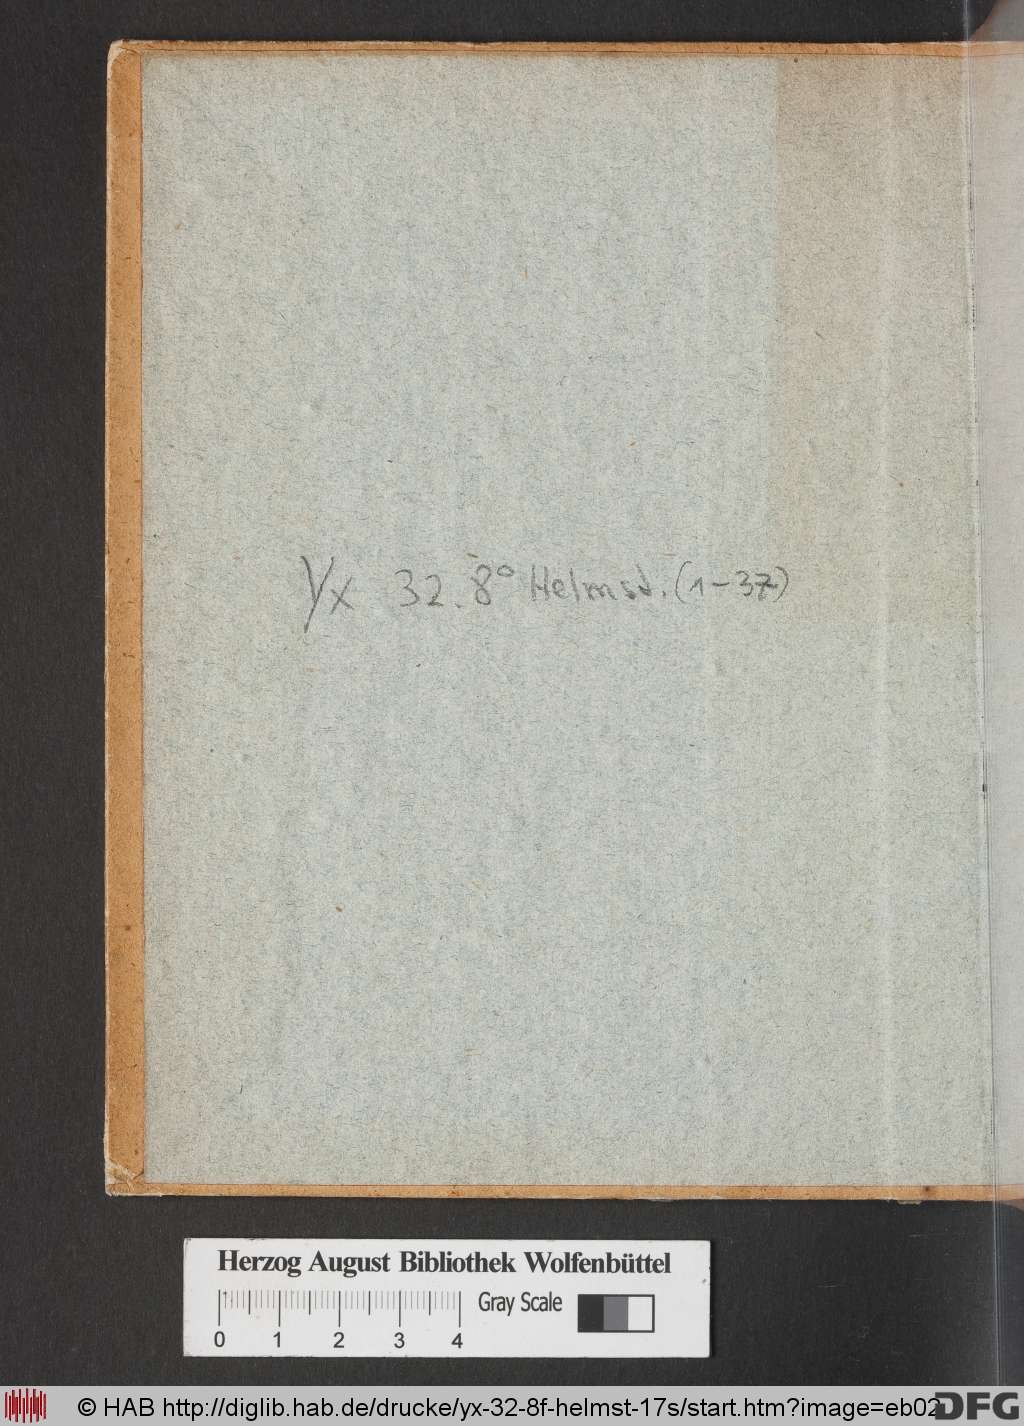 Yx 32. 8° Helmst. (1-37)
Herzog August Bibliothek Wolfenbüttel
0 1 2 3 4 Gray Scale
© HAB http://diglib.hab.de/drucke/yx-32-8f-helmst-17s/start.htm?image=eb02
DFG